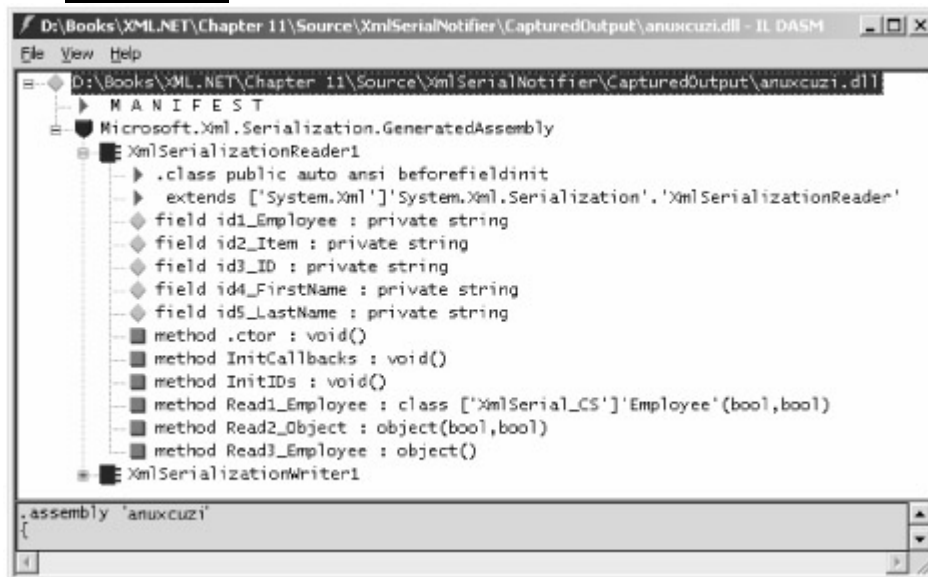 D:\Books\XML.NET\Chapter 11\Source\XmlSerialNotifier\CapturedOutput\anuxcuzi.dll - IL DASM
File View Help
D:\Books\XML.NET\Chapter 11\Source\XmlSerialNotifier\CapturedOutput\anuxcuzi.dll
M A N I F E S T
Microsoft.Xml.Serialization.GeneratedAssembly
XmlSerializationReader1
.class public auto ansi beforefieldinit
extends ['System.Xml']'System.Xml.Serialization'.'XmlSerializationReader'
field id1_Employee : private string
field id2_Item : private string
field id3_ID : private string
field id4_FirstName : private string
field id5_LastName : private string
method .ctor : void()
method InitCallbacks : void()
method InitIDs : void()
method Read1_Employee : class ['XmlSerial_CS']'Employee'(bool,bool)
method Read2_Object : object(bool,bool)
method Read3_Employee : object()
XmlSerializationWriter1
.assembly 'anuxcuzi'
{